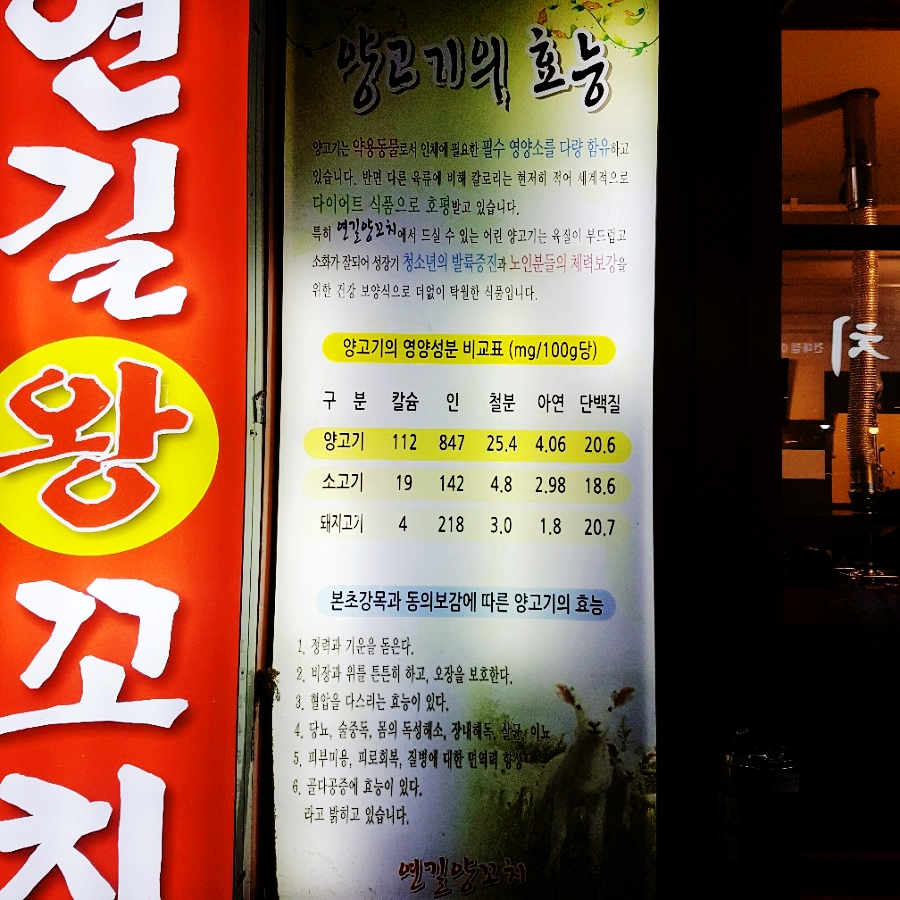 연길
왕
꼬치
양고기의 효능
양고기는 약용동물로서 인체에 필요한 필수 영양소를 다량 함유하고
있습니다. 반면 다른 육류에 비해 칼로리는 현저히 적어 세계적으로
다이어트 식품으로 호평받고 있습니다.
특히 연길양꼬치에서 드실 수 있는 어린 양고기는 육질이 부드럽고
소화가 잘되어 성장기 청소년의 발육증진과 노인분들의 체력보강을
위한 건강 보양식으로 더없이 탁월한 식품입니다.
양고기의 영양성분 비교표 (mg/100g당)
구 분 칼슘 인 철분 아연 단백질
양고기 112 847 25.4 4.06 20.6
소고기 19 142 4.8 2.98 18.6
돼지고기 4 218 3.0 1.8 20.7
본초강목과 동의보감에 따른 양고기의 효능
1. 정력과 기운을 돋은다.
2. 비장과 위를 튼튼히 하고, 오장을 보호한다.
3. 혈압을 다스리는 효능이 있다.
4. 당뇨, 술중독, 몸의 독성해소, 장내해독, 살균, 이뇨
5. 피부미용, 피로회복, 질병에 대한 면역력 향상
6. 골다공증에 효능이 있다.
라고 밝히고 있습니다.
연길양꼬치
치